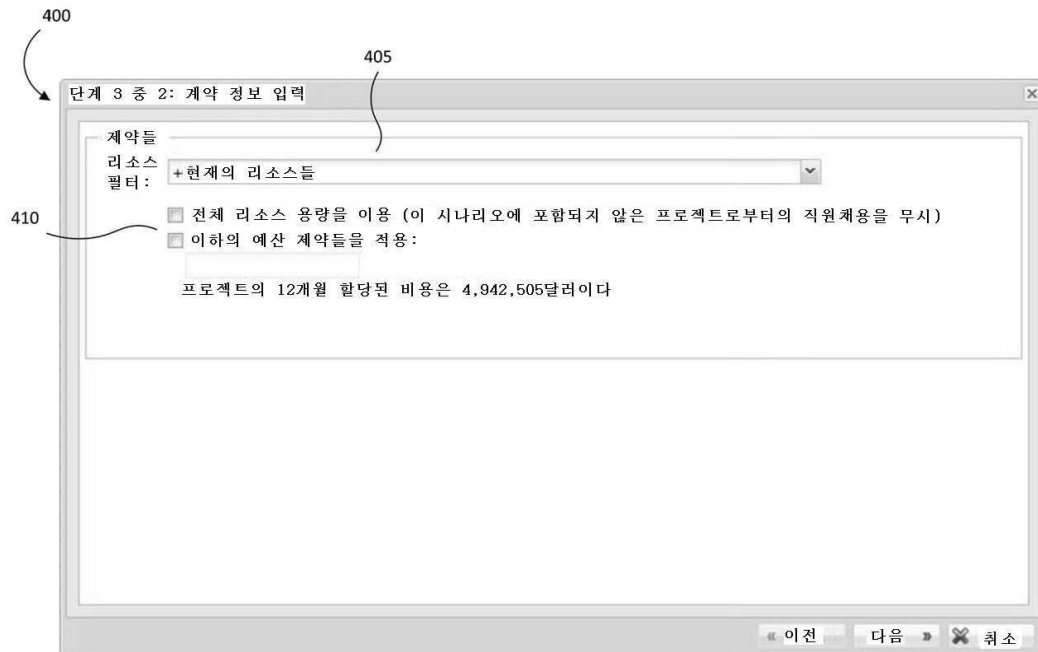 400
405
단계 3 중 2: 계약 정보 입력
제약들
리소스
필터:
+현재의 리소스들
410
전체 리소스 용량을 이용 (이 시나리오에 포함되지 않은 프로젝트로부터의 직원채용을 무시)
이하의 예산 제약들을 적용:
프로젝트의 12개월 할당된 비용은 4,942,505달러이다
« 이전
다음 »
취소